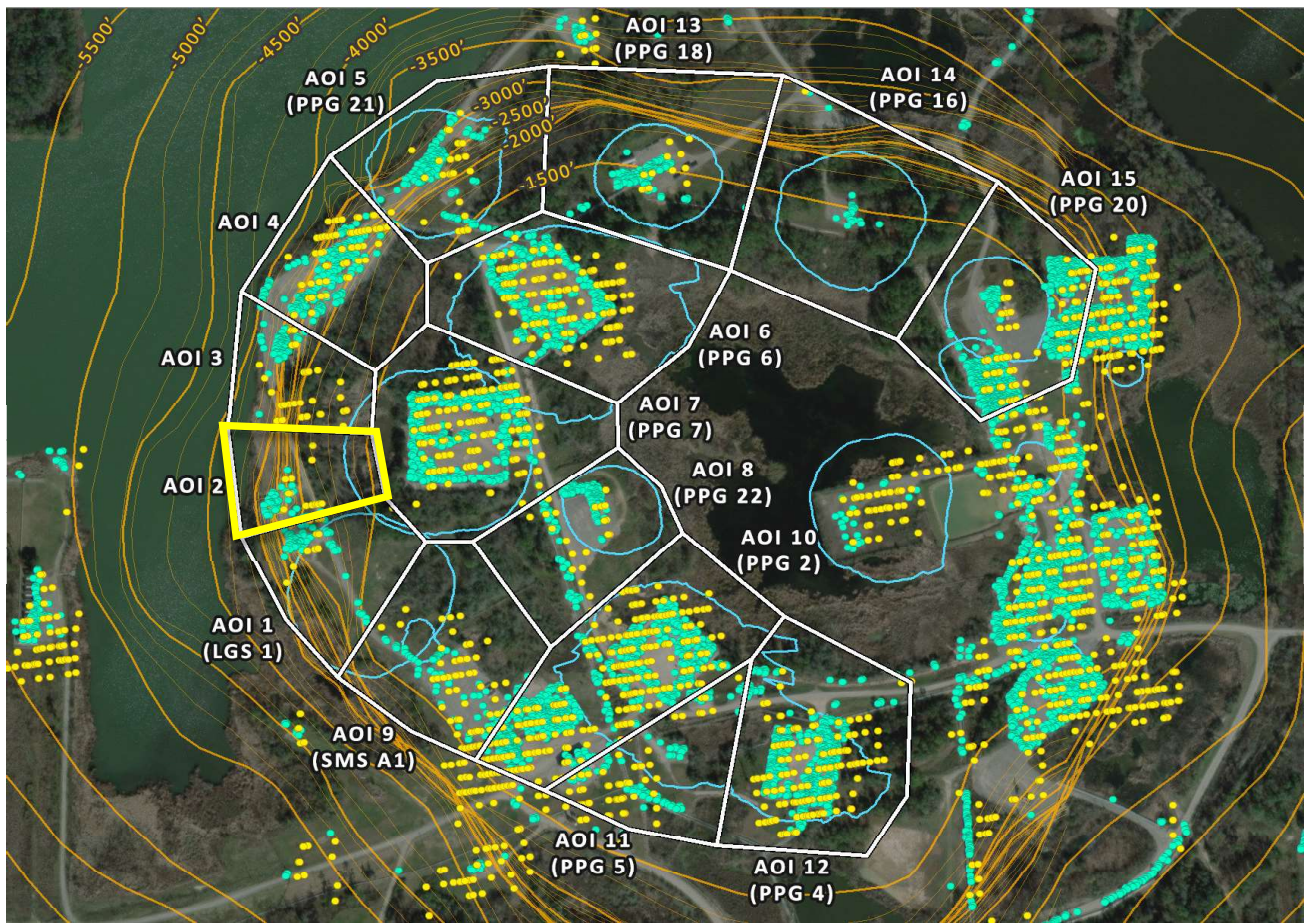 -5500'
-5000'
-4500'
-4000'
-3500'
-3000'
-2500'
-2000'
-1500'
AOI 13
(PPG 18)
AOI 5
(PPG 21)
AOI 14
(PPG 16)
AOI 15
(PPG 20)
AOI 4
AOI 3
AOI 6
(PPG 6)
AOI 7
(PPG 7)
AOI 8
(PPG 22)
AOI 2
AOI 10
(PPG 2)
AOI 1
(LGS 1)
AOI 9
(SMS A1)
AOI 11
(PPG 5)
AOI 12
(PPG 4)